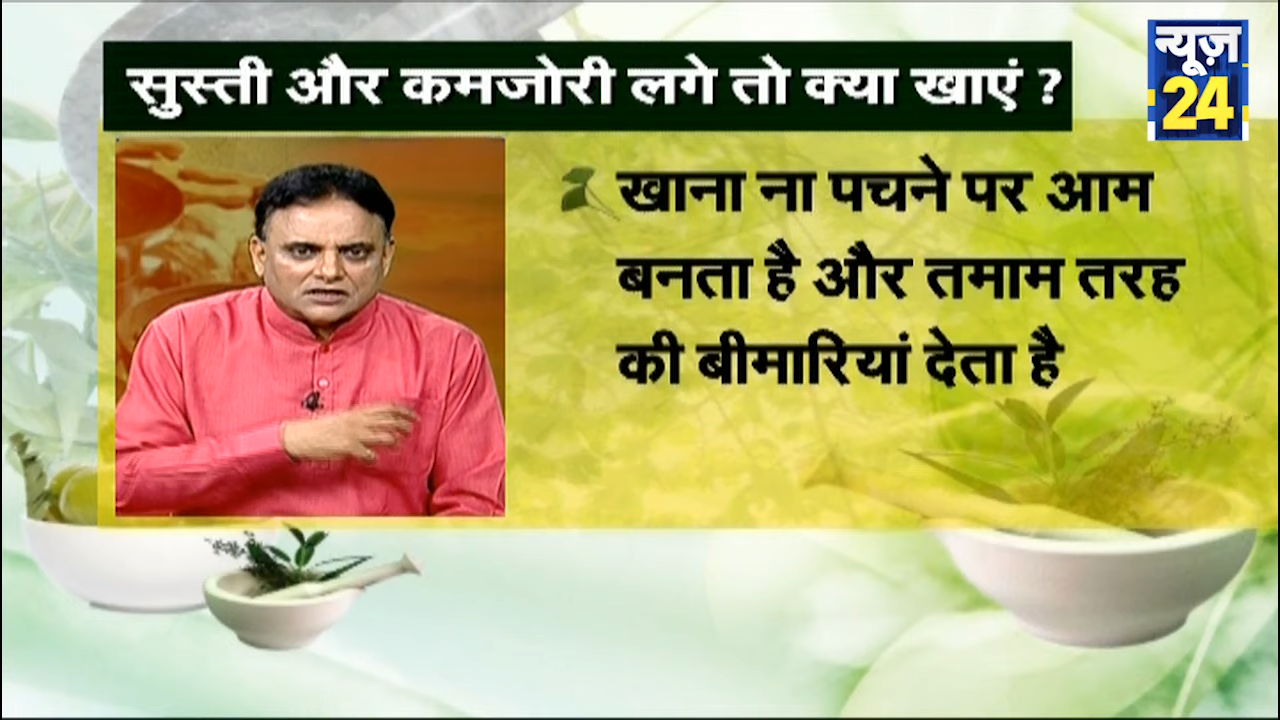 सुस्ती और कमजोरी लगे तो क्या खाएं ?
न्यूज़
24
खाना ना पचने पर आम
बनता है और तमाम तरह
की बीमारियां देता है